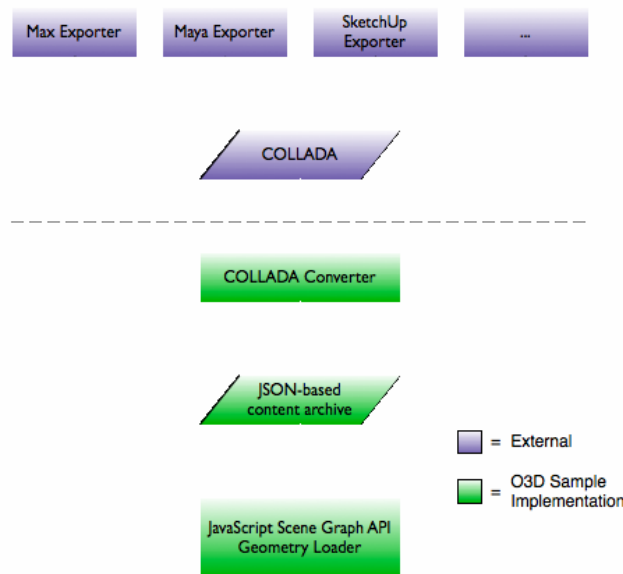 Max Exporter
Maya Exporter
SketchUp
Exporter
...
COLLADA
COLLADA Converter
JSON-based
content archive
= External
= O3D Sample
Implementation
JavaScript Scene Graph API
Geometry Loader